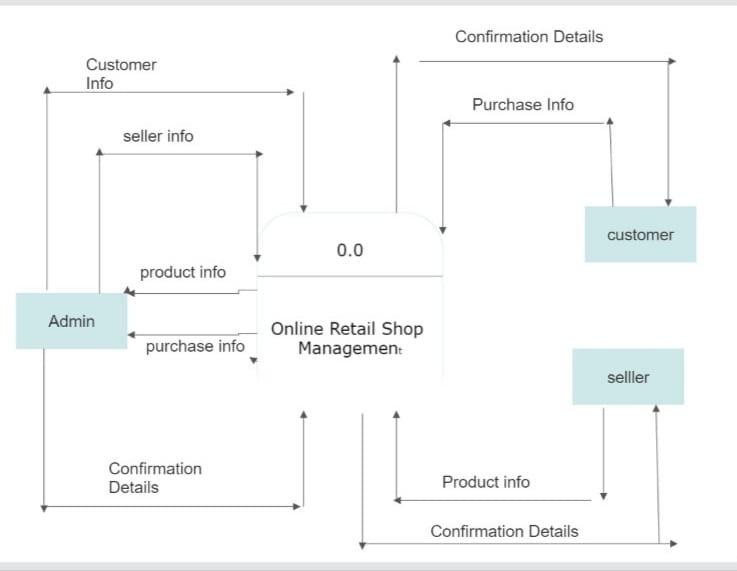 Confirmation Details
Customer
Info
Purchase Info
seller info
customer
0.0
product info
Admin
Online Retail Shop
Management
purchase info
selller
Confirmation
Details
Product info
Confirmation Details